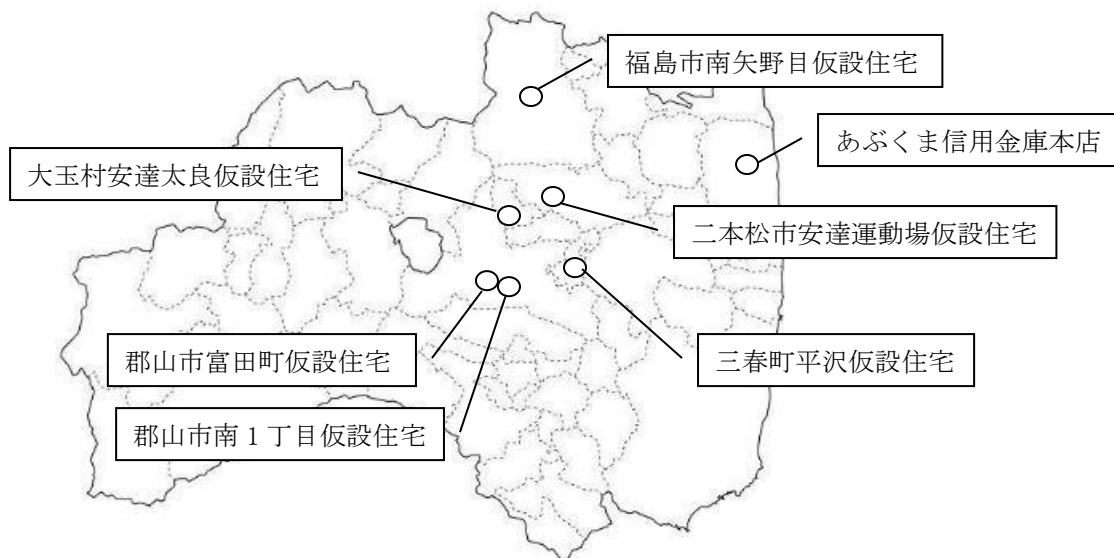 福島市南矢野目仮設住宅
あぶくま信用金庫本店
大玉村安達太良仮設住宅
二本松市安達運動場仮設住宅
郡山市富田町仮設住宅
三春町平沢仮設住宅
郡山市南１丁目仮設住宅